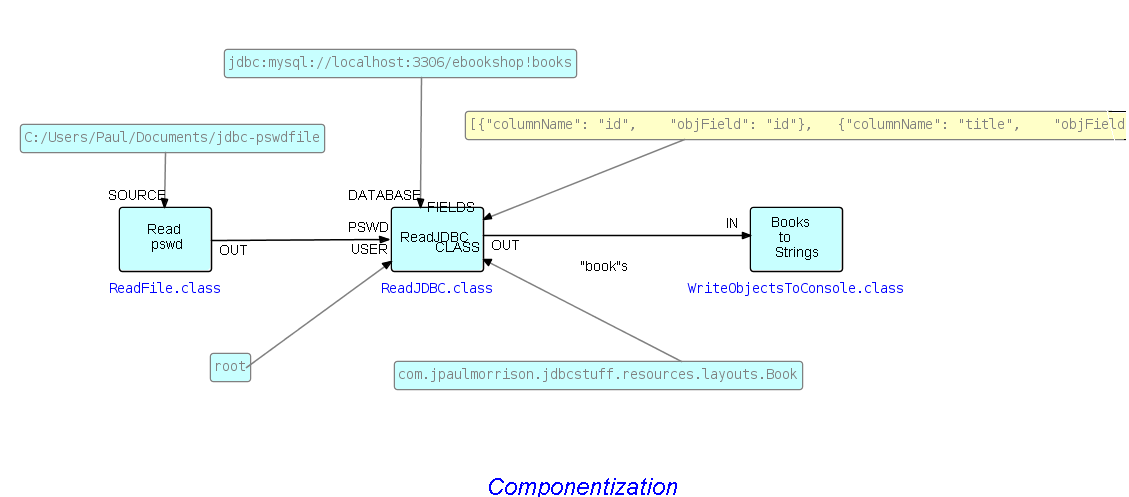 jdbc:mysql://localhost:3306/ebookshop!books
[{"columnName": "id",    "objField": "id"},   {"columnName": "title",    "objField
C:/Users/Paul/Documents/jdbc-pswdfile
SOURCE
DATABASE
FIELDS
Read
pswd
OUT
PSWD
USER
ReadJDBC
CLASS
OUT
IN
Books
to
Strings
"book"s
ReadFile.class
ReadJDBC.class
WriteObjectsToConsole.class
root
com.jpaulmorrison.jdbcstuff.resources.layouts.Book
Componentization